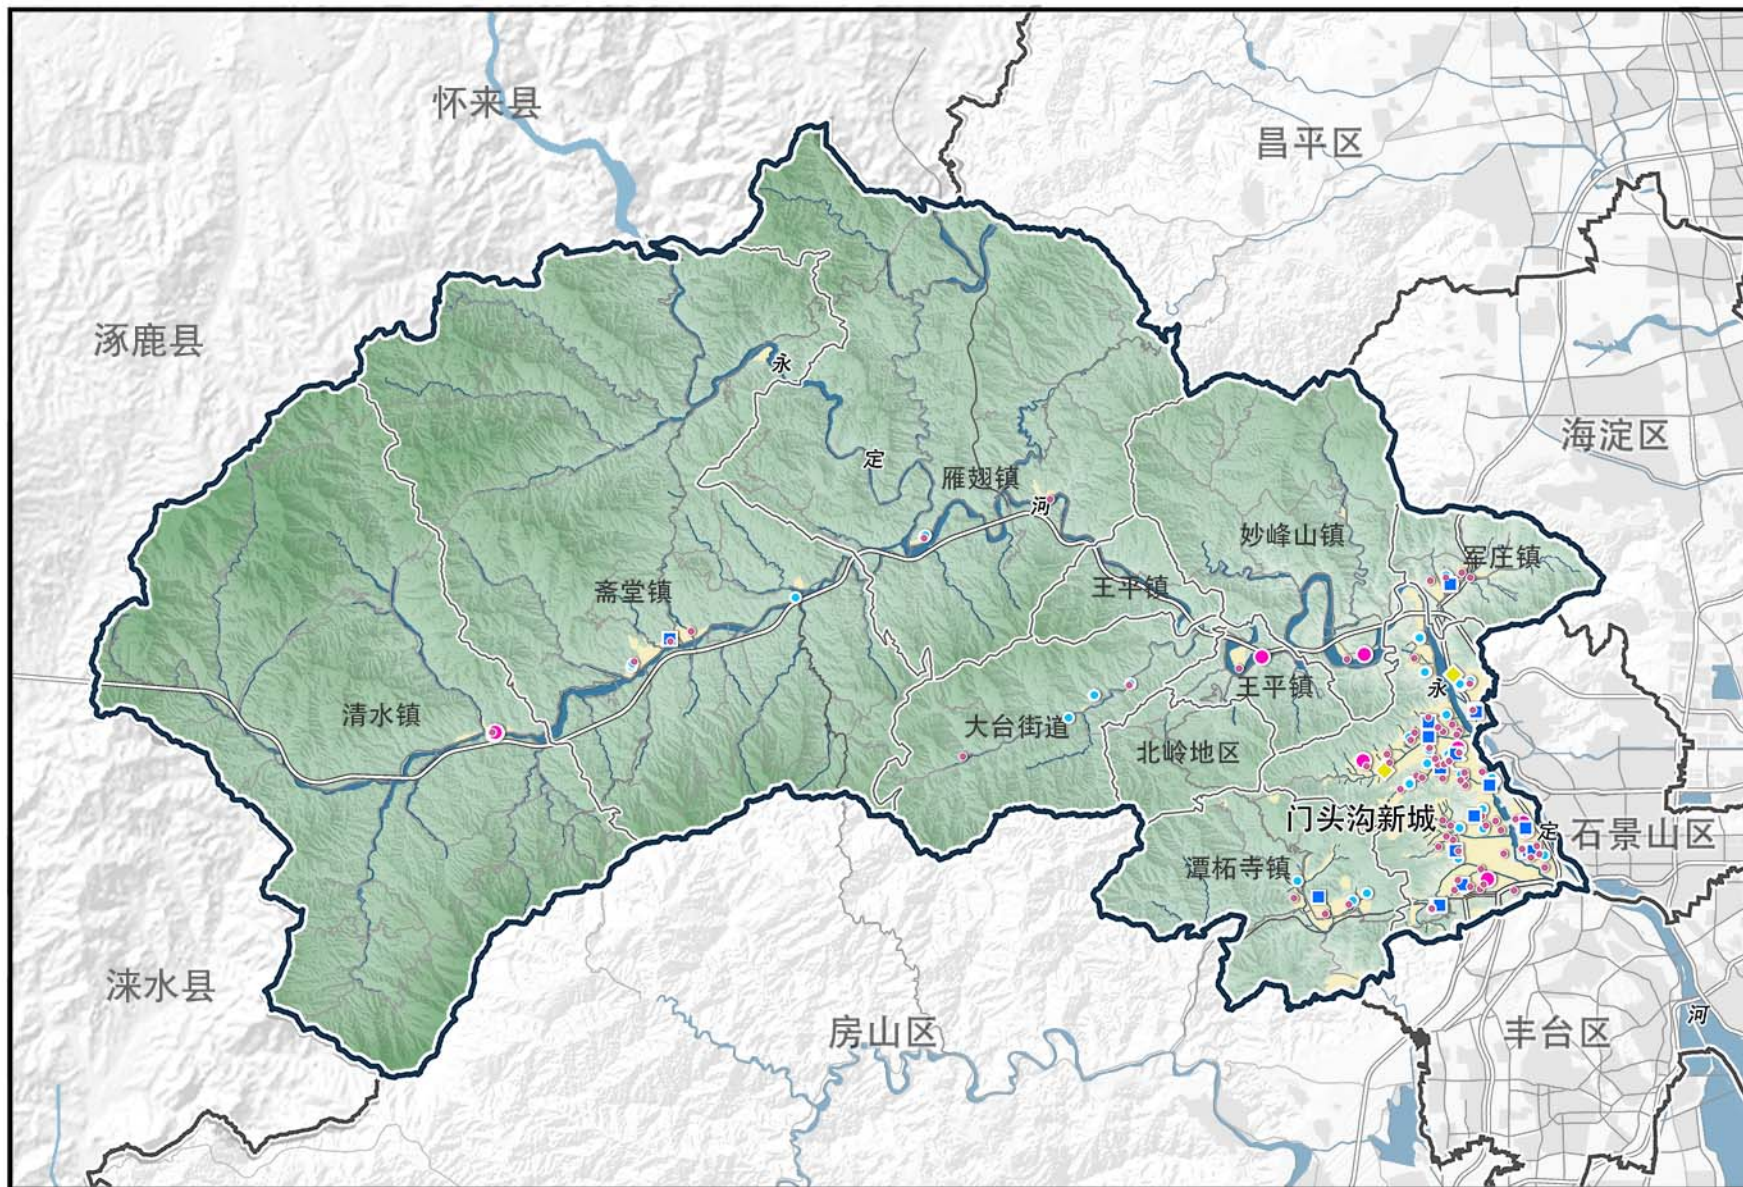 怀来县
昌平区
涿鹿县
永
海淀区
定
雁翅镇
河
妙峰山镇
军庄镇
斋堂镇
王平镇
王平镇
永
清水镇
大台街道
北岭地区
门头沟新城
定
石景山区
潭柘寺镇
涞水县
房山区
河
丰台区